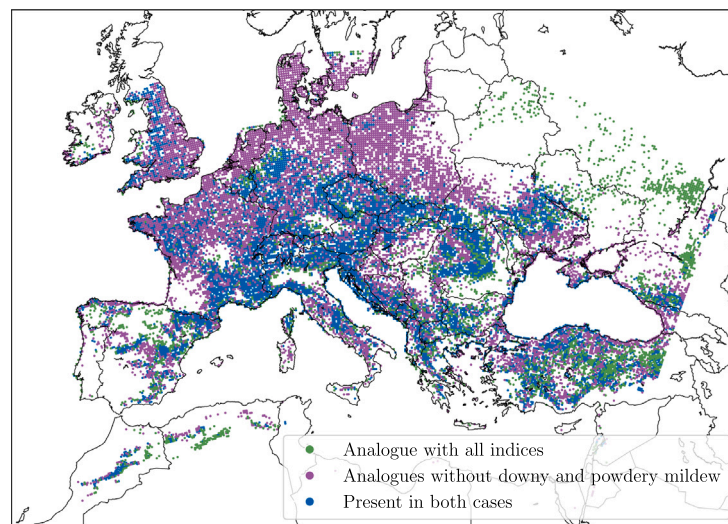 Analogue with all indices
Analogues without downy and powdery mildew
Present in both cases